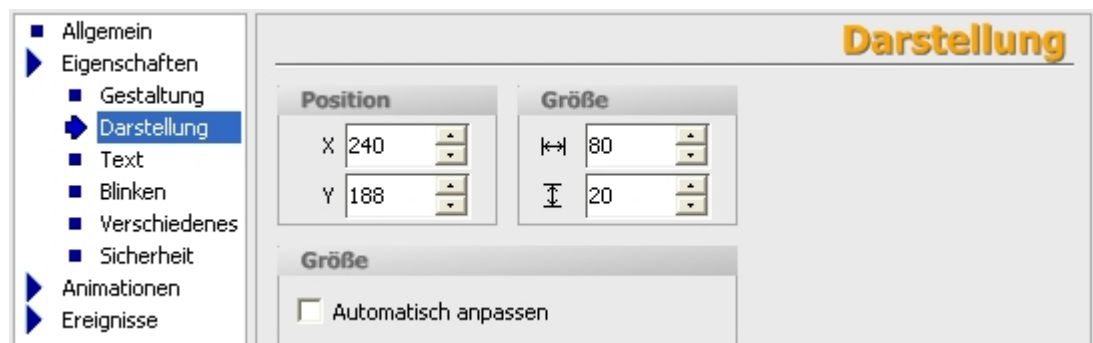 Allgemein
Eigenschaften
Gestaltung
Darstellung
Text
Blinken
Verschiedenes
Sicherheit
Animationen
Ereignisse
Darstellung
Position
X 240
Y 188
Größe
80
20
Größe
Automatisch anpassen